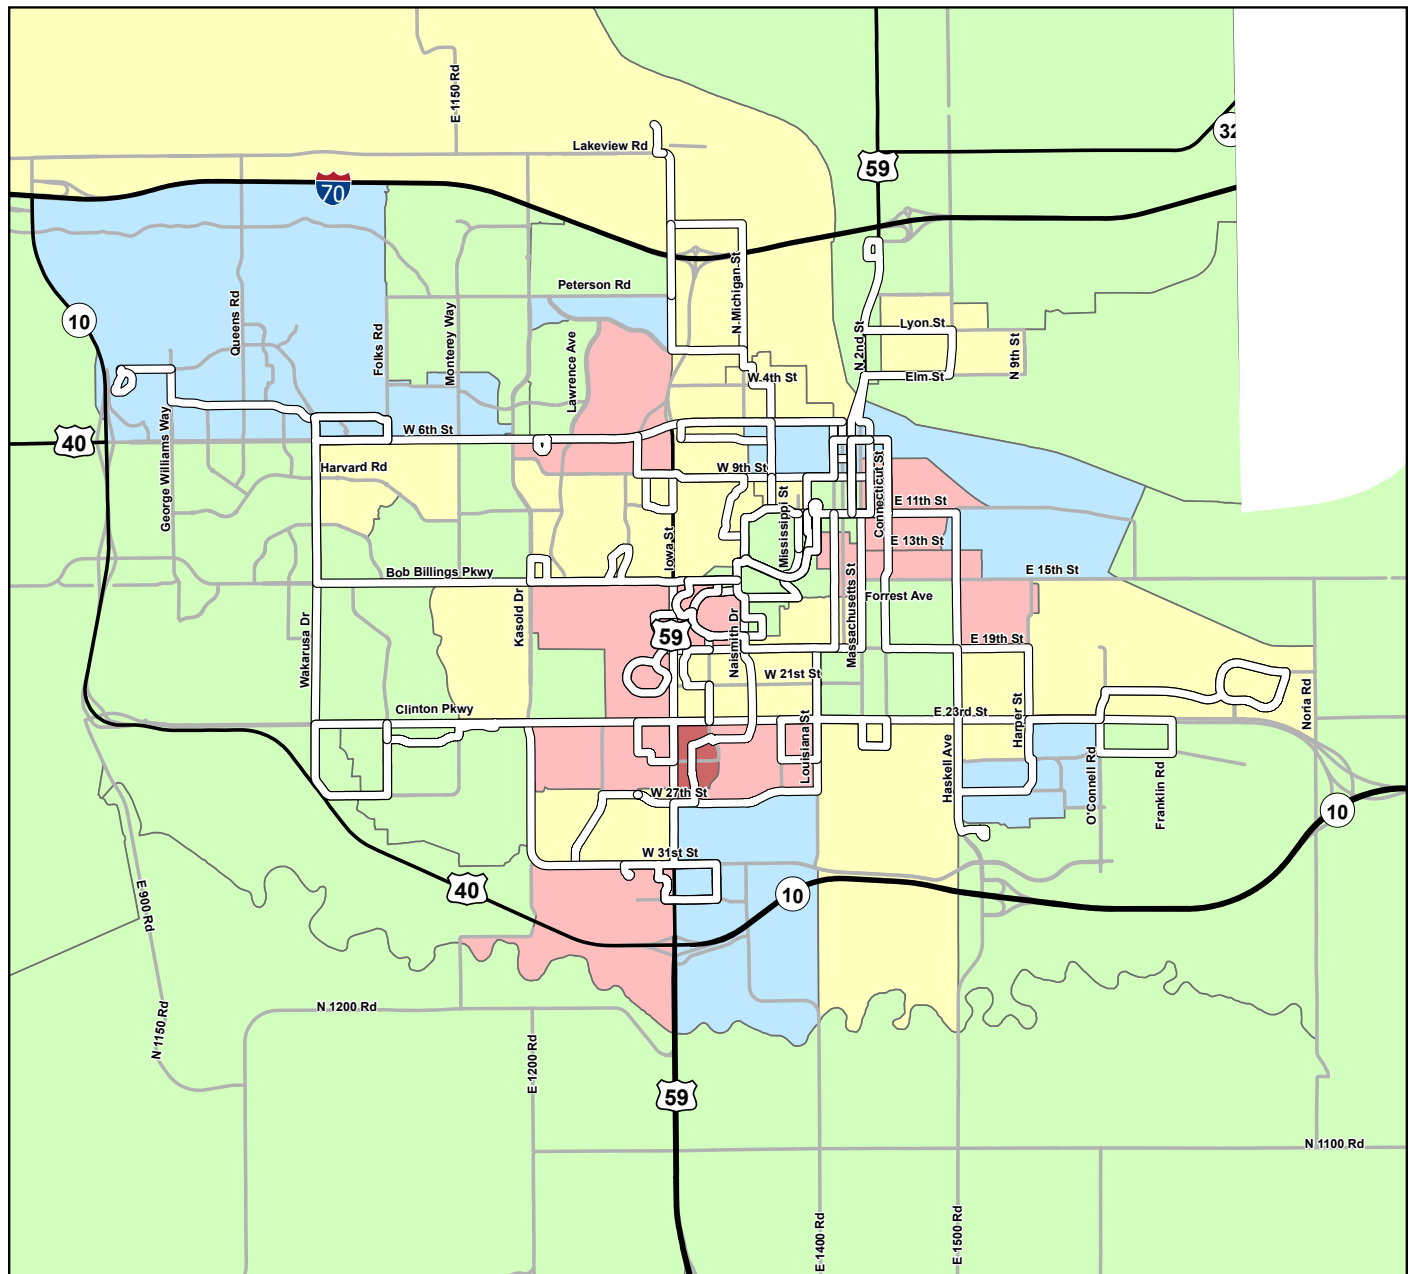 E 1150 Rd
Lakeview Rd
32
59
70
Peterson Rd
N Michigan St
10
Queens Rd
Folks Rd
Monterey Way
Lawrence Ave
N 2nd St
Lyon St
N 9th St
W 4th St
Elm St
40
George Williams Way
W 6th St
Harvard Rd
W 9th St
Connecticut St
Mississippi St
E 11th St
E 13th St
Iowa St
Bob Billings Pkwy
E 15th St
Massachusetts St
Forrest Ave
Kasold Dr
Wakarusa Dr
59
Naismith Dr
E 19th St
W 21st St
Noria Rd
Clinton Pkwy
E 23rd St
Louisiana St
Harper St
Haskell Ave
O'Connell Rd
Franklin Rd
W 27th St
10
W 31st St
40
10
E 900 Rd
N 1200 Rd
N 1150 Rd
E 1200 Rd
59
N 1100 Rd
E 1400 Rd
E 1500 Rd